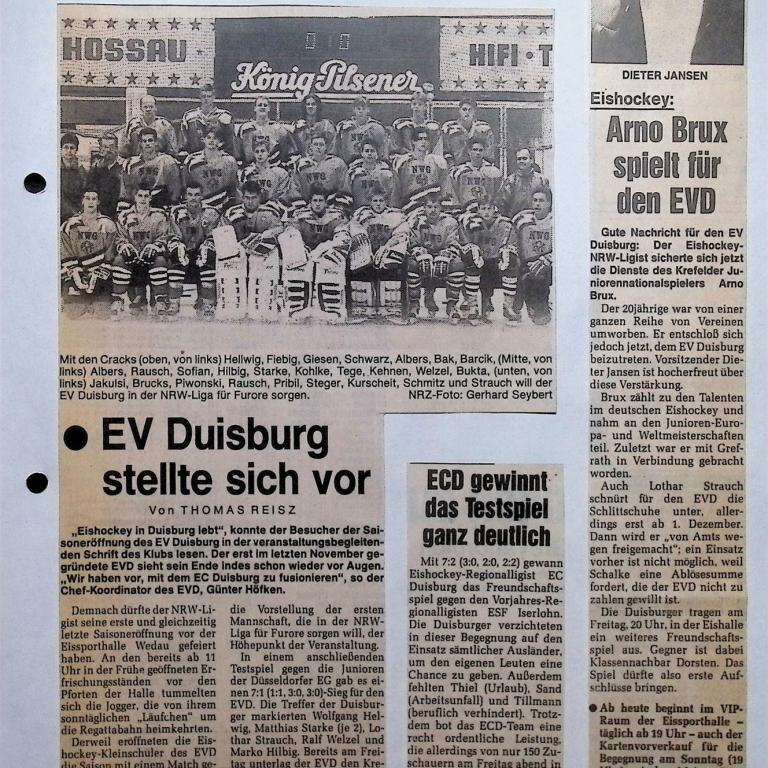 HOSSAU
HIFI · T
König-Pilsener
Mit den Cracks (oben, von links) Hellwig, Fiebig, Giesen, Schwarz, Albers, Bak, Barcik, (Mitte, von
links) Albers, Rausch, Sofian, Hilbig, Starke, Kohlke, Tege, Kehnen, Welzel, Bukta, (unten, von
links) Jakulsi, Brucks, Piwonski, Rausch, Pribil, Steger, Kurscheit, Schmitz und Strauch will der
EV Duisburg in der NRW-Liga für Furore sorgen. NRZ-Foto: Gerhard Seybert
● EV Duisburg
stellte sich vor
Von THOMAS REISZ
„Eishockey in Duisburg lebt“, konnte der Besucher der Sai-
soneröffnung des EV Duisburg in der veranstaltungsbegleiten-
den Schrift des Klubs lesen. Der erst im letzten November ge-
gründete EVD sieht sein Ende indes schon wieder vor Augen.
„Wir haben vor, mit dem EC Duisburg zu fusionieren“, so der
Chef-Koordinator des EVD, Günter Höfken.
Demnach dürfte der NRW-Li-
gist seine erste und gleichzeitig
letzte Saisoneröffnung vor der
Eissporthalle Wedau gefeiert
haben. An den bereits ab 11
Uhr in der Frühe geöffneten Er-
frischungsständen vor den
Pforten der Halle tummelten
sich die Jogger, die von ihrem
sonntäglichen „Läufchen“ um
die Regattabahn heimkehrten.
Derweil eröffneten die Eis-
hockey-Kleinschüler des EVD
die Saison mit einem Match ge-
die Vorstellung der ersten
Mannschaft, die in der NRW-
Liga für Furore sorgen will, der
Höhepunkt der Veranstaltung.
In einem anschließenden
Testspiel gegen die Junioren
der Düsseldorfer EG gab es ei-
nen 7:1 (1:1, 3:0, 3:0)-Sieg für den
EVD. Die Treffer der Duisbur-
ger markierten Wolfgang Hel-
wig, Matthias Starke (je 2), Lo-
thar Strauch, Ralf Welzel und
Marko Hilbig. Bereits am Frei-
tag unterlag der EVD den Kre-
ECD gewinnt
das Testspiel
ganz deutlich
Mit 7:2 (3:0, 2:0, 2:2) gewann
Eishockey-Regionalligist EC
Duisburg das Freundschafts-
spiel gegen den Vorjahres-Re-
gionalligisten ESF Iserlohn.
Die Duisburger verzichteten
in dieser Begegnung auf den
Einsatz sämtlicher Ausländer,
um den eigenen Leuten eine
Chance zu geben. Außerdem
fehlten Thiel (Urlaub), Sand
(Arbeitsunfall) und Tillmann
(beruflich verhindert). Trotz-
dem bot das ECD-Team eine
recht ordentliche Leistung,
die allerdings von nur 150 Zu-
schauern am Freitag abend in
DIETER JANSEN
Eishockey:
Arno Brux
spielt für
den EVD
Gute Nachricht für den EV
Duisburg: Der Eishockey-
NRW-Ligist sicherte sich jetzt
die Dienste des Krefelder Ju-
niorennationalspielers Arno
Brux.
Der 20jährige war von einer
ganzen Reihe von Vereinen
umworben. Er entschloß sich
jedoch jetzt, dem EV Duisburg
beizutreten. Vorsitzender Die-
ter Jansen ist hocherfreut über
diese Verstärkung.
Brux zählt zu den Talenten
im deutschen Eishockey und
nahm an den Junioren-Euro-
pa- und Weltmeisterschaften
teil. Zuletzt war er mit Gref-
rath in Verbindung gebracht
worden.
Auch Lothar Strauch
schnürt für den EVD die
Schlittschuhe unter, aller-
dings erst ab 1. Dezember.
Dann wird er „von Amts we-
gen freigemacht“; ein Einsatz
vorher ist nicht möglich, weil
Schalke eine Ablösesumme
fordert, die der EVD nicht zu
zahlen gewillt ist.
Die Duisburger tragen am
Freitag, 20 Uhr, in der Eishalle
ein weiteres Freundschafts-
spiel aus. Gegner ist dabei
Klassennachbar Dorsten. Das
Spiel dürfte also erste Auf-
schlüsse bringen.
● Ab heute beginnt im VIP-
Raum der Eissporthalle –
täglich ab 19 Uhr – auch der
Kartenvorverkauf für die
Begegnung am Sonntag (19